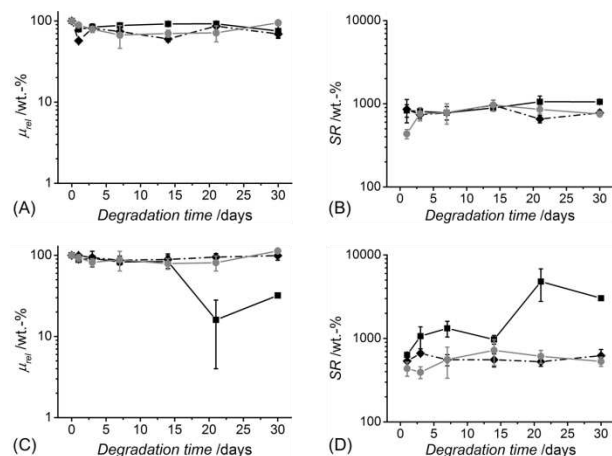 100
10
1
μrel /wt.-%
0 5 10 15 20 25 30
Degradation time /days
(A)
1000
100
SR /wt.-%
0 5 10 15 20 25 30
Degradation time /days
(B)
100
10
1
μrel /wt.-%
0 5 10 15 20 25 30
Degradation time /days
(C)
10000
1000
100
SR /wt.-%
0 5 10 15 20 25 30
Degradation time /days
(D)